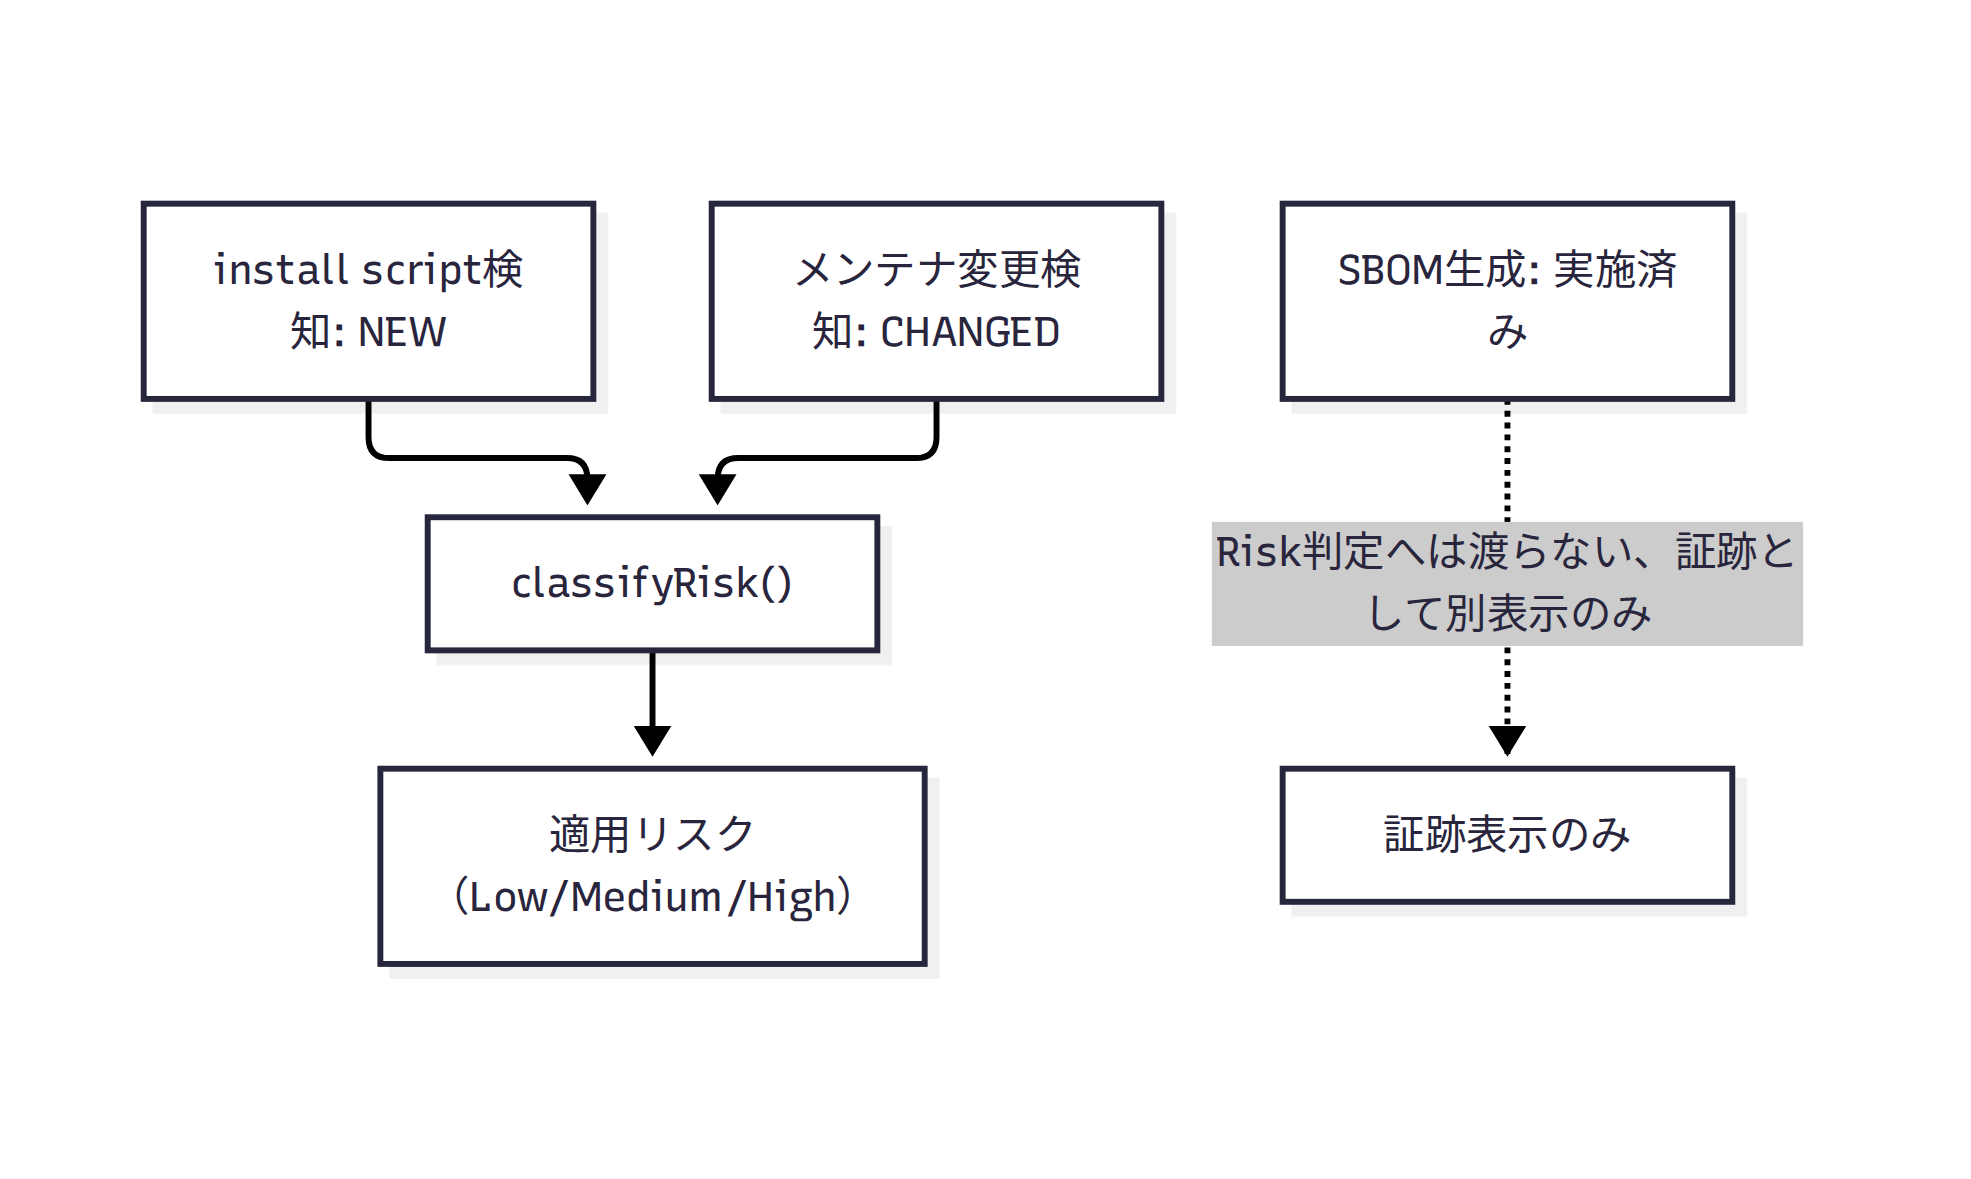 install script検
知: NEW
メンテナ変更検
知: CHANGED
SBOM生成: 実施済
み
classifyRisk()
Risk判定へは渡らない、証跡と
して別表示のみ
適用リスク
（Low/Medium/High）
証跡表示のみ